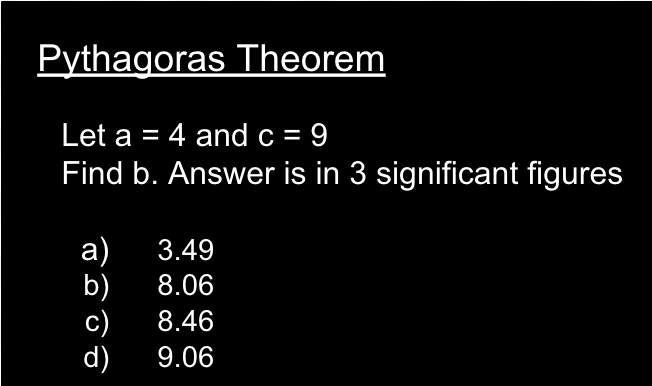 Pythagoras Theorem
Let a = 4 and c = 9
Find b. Answer is in 3 significant figures
a) 3.49
b) 8.06
c) 8.46
d) 9.06